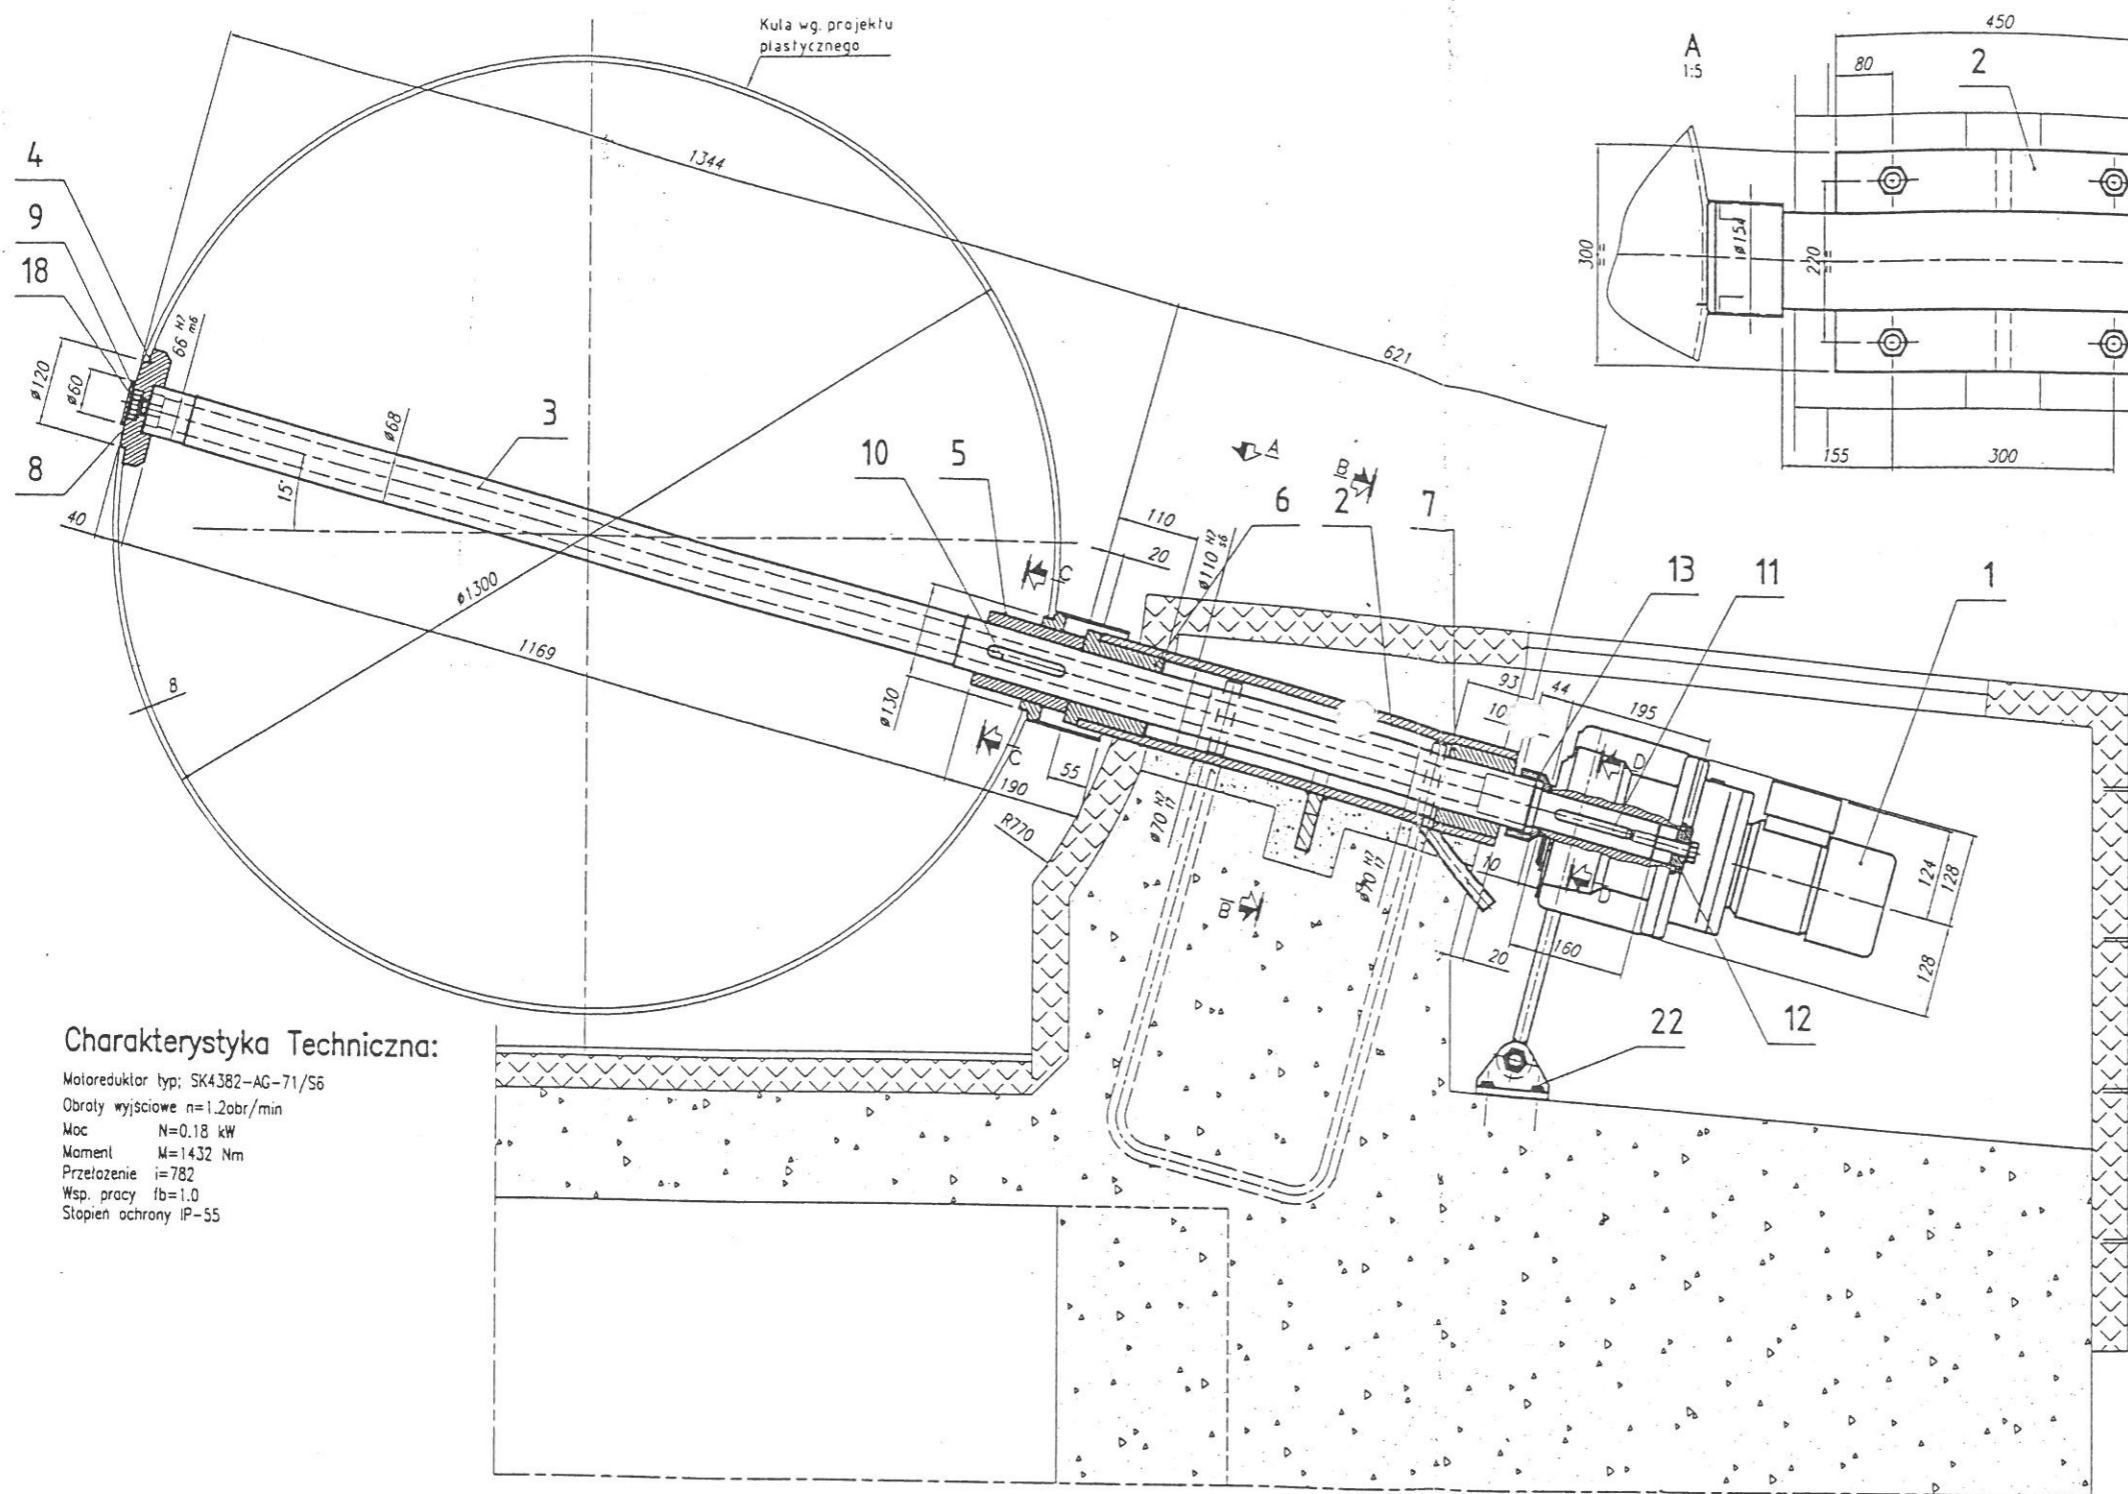 Kula wg. projektu
plastycznego
A
1:5
450
80
2
300
220
ø154
155
300
4
9
18
8
1344
621
66 H7 m6
ø120
ø60
ø68
3
15°
40
10
5
A
B
6
2
7
110
20
ø110 H7 s6
C
13
11
1
ø1300
1169
8
ø130
C
55
190
R770
ø70 H7 f7
ø70 H7 f7
93
44
10
195
D
D
10
B
20
160
124
128
128
22
12
Charakterystyka Techniczna:
Motoreduktor typ; SK4382-AG-71/S6
Obroty wyjściowe n=1.2obr/min
Moc N=0.18 kW
Moment M=1432 Nm
Przełozenie i=782
Wsp. pracy fb=1.0
Stopień ochrony IP-55